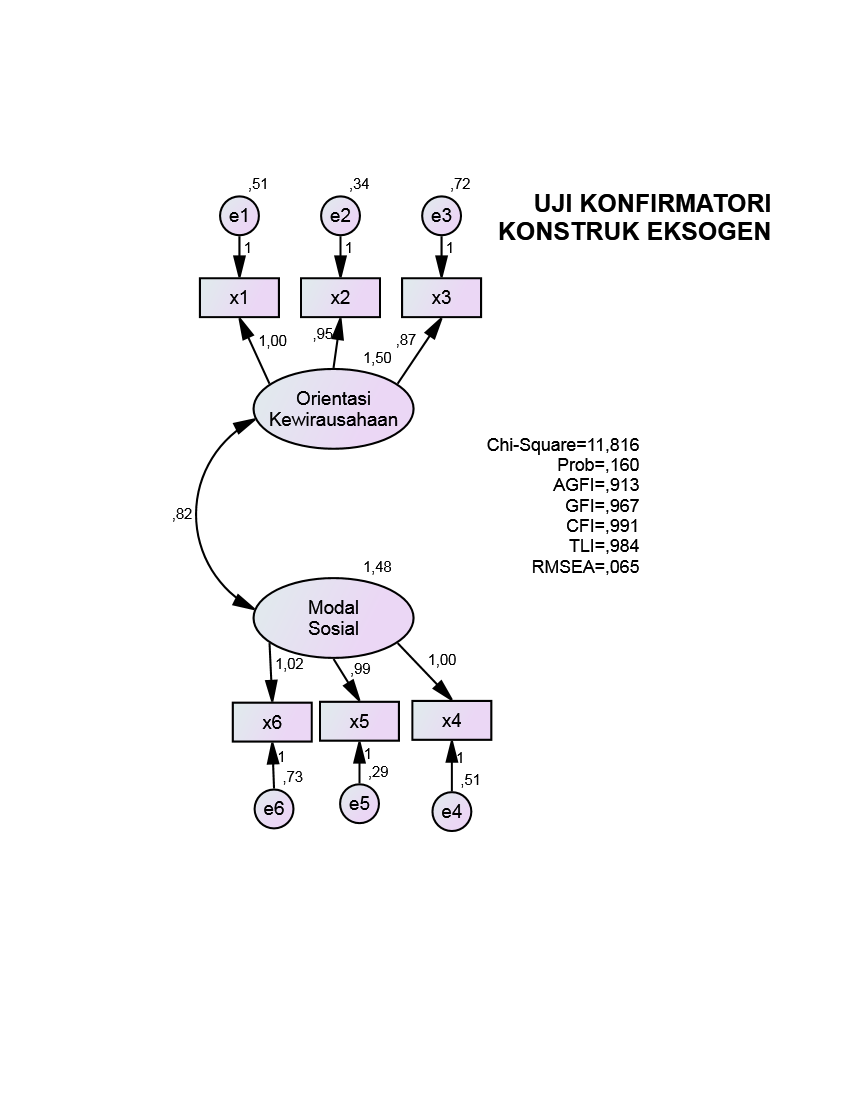 ,51
,34
,72
e1
e2
e3
UJI KONFIRMATORI
KONSTRUK EKSOGEN
1
1
1
x1
x2
x3
1,00
,95
,87
1,50
Orientasi
Kewirausahaan
Chi-Square=11,816
Prob=,160
AGFI=,913
GFI=,967
CFI=,991
TLI=,984
RMSEA=,065
,82
1,48
Modal
Sosial
1,02
,99
1,00
x6
x5
x4
1
1
1
,73
,29
,51
e6
e5
e4